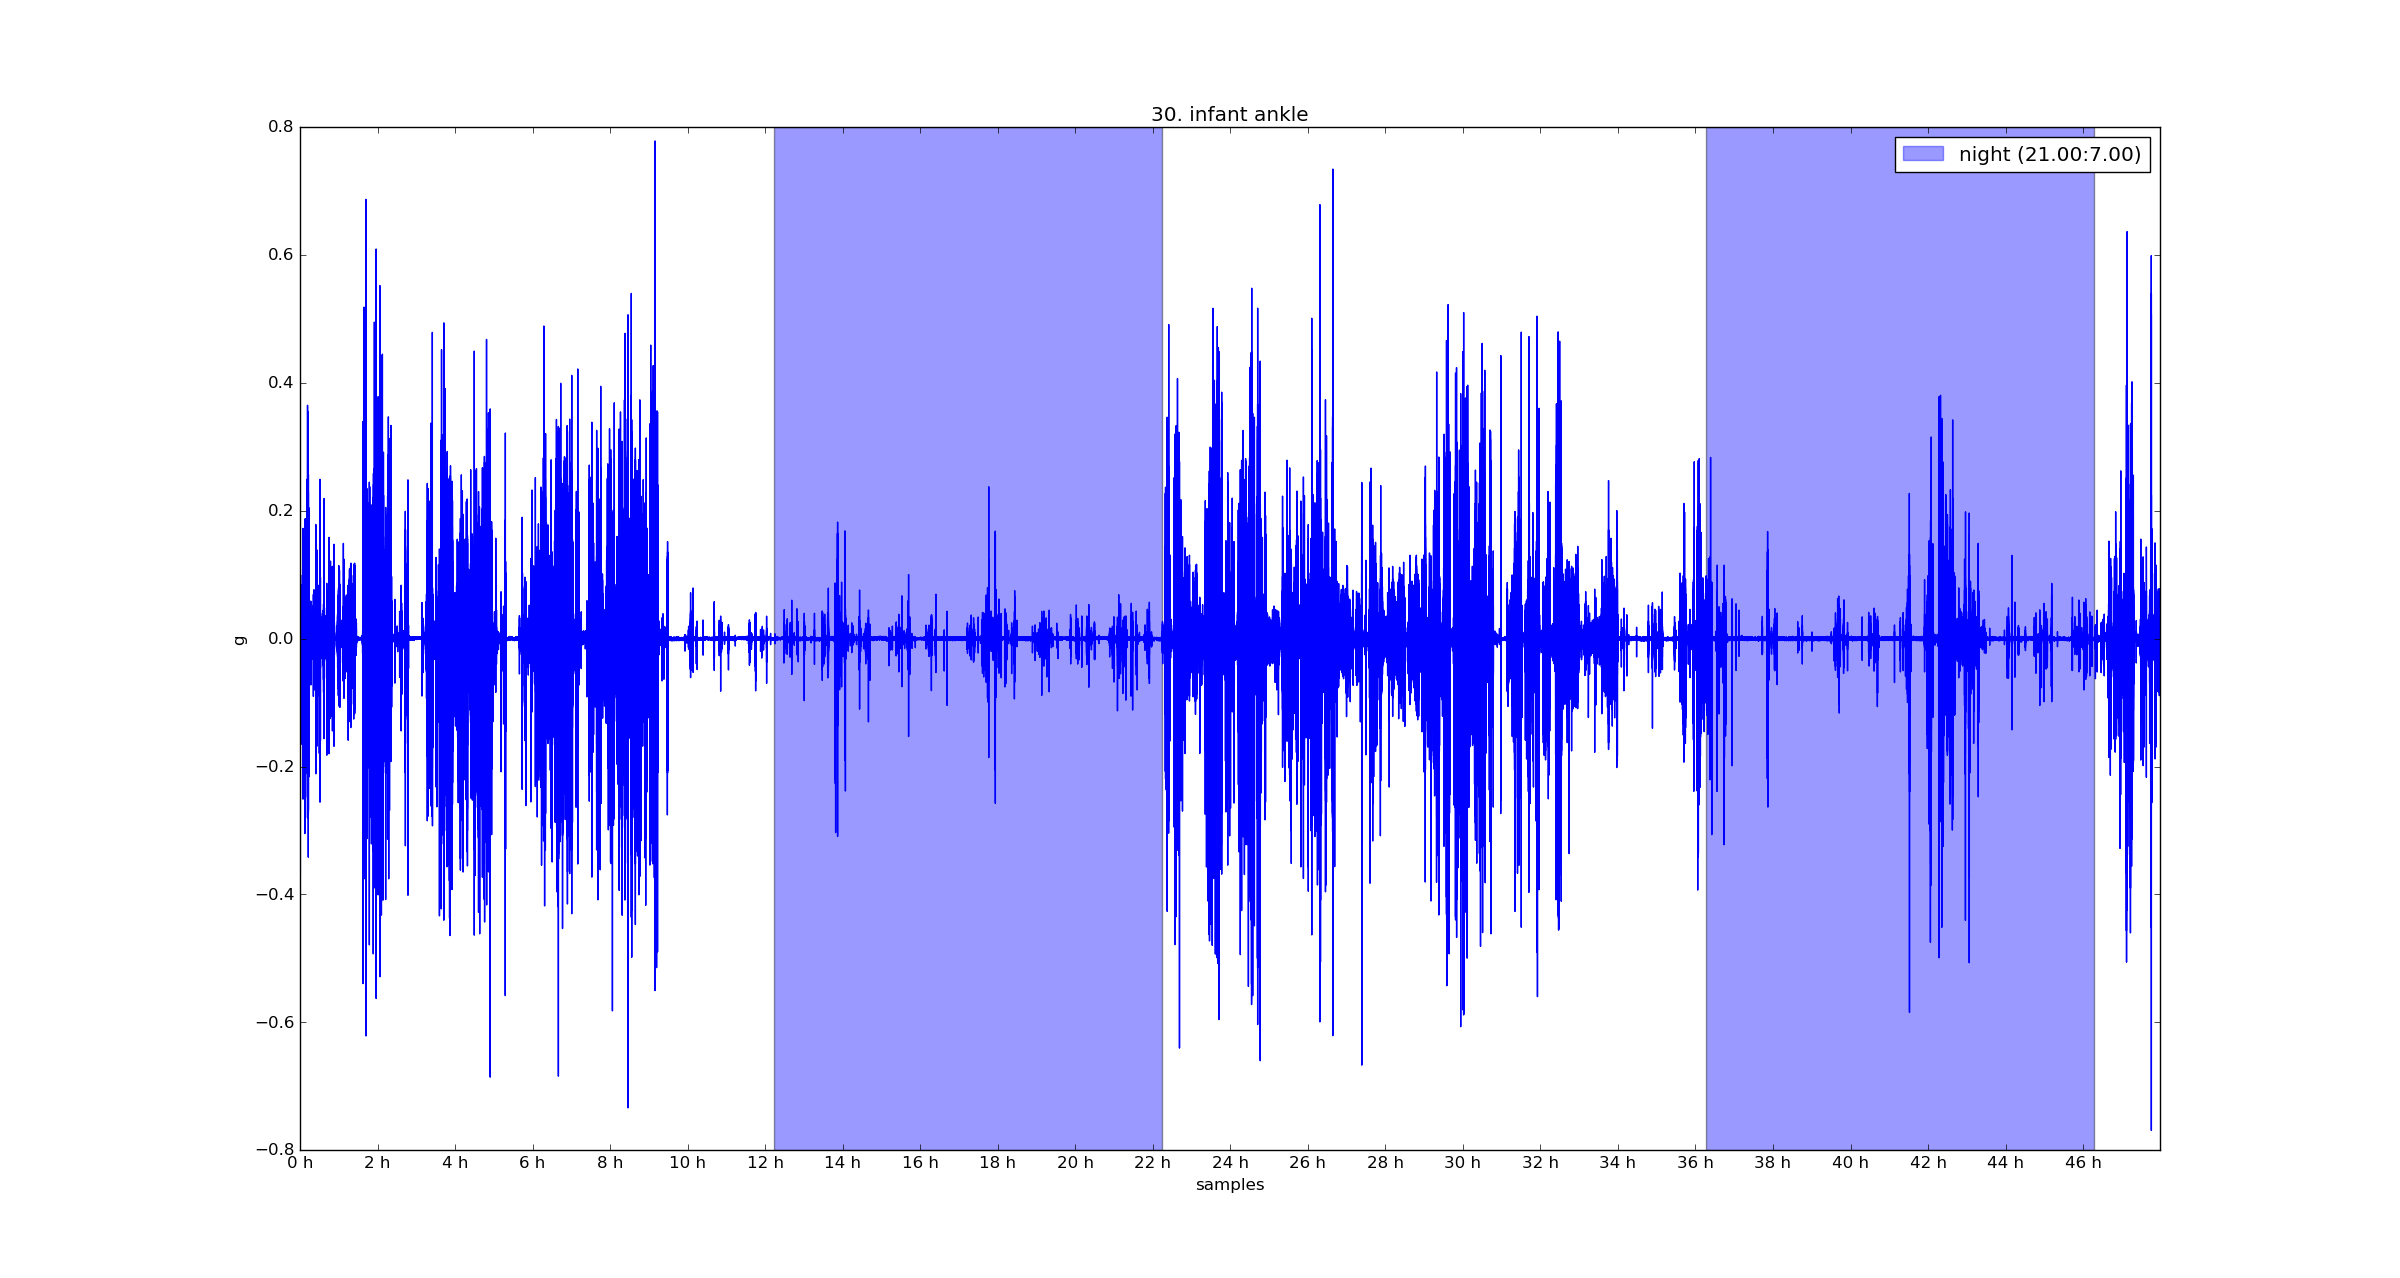 30. infant ankle
night (21.00:7.00)
0.8
0.6
0.4
0.2
0.0
−0.2
−0.4
−0.6
−0.8
g
0 h 2 h 4 h 6 h 8 h 10 h 12 h 14 h 16 h 18 h 20 h 22 h 24 h 26 h 28 h 30 h 32 h 34 h 36 h 38 h 40 h 42 h 44 h 46 h
samples